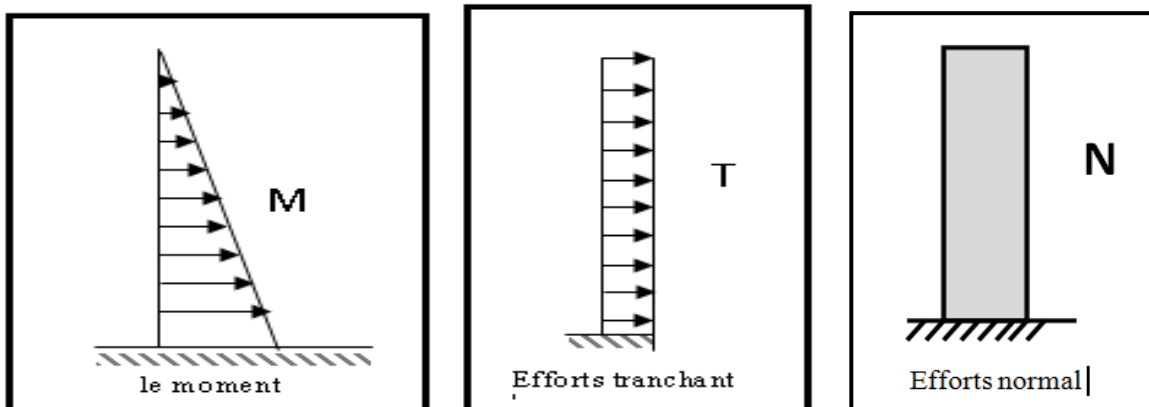 M
le moment
T
Efforts tranchant
N
Efforts normal